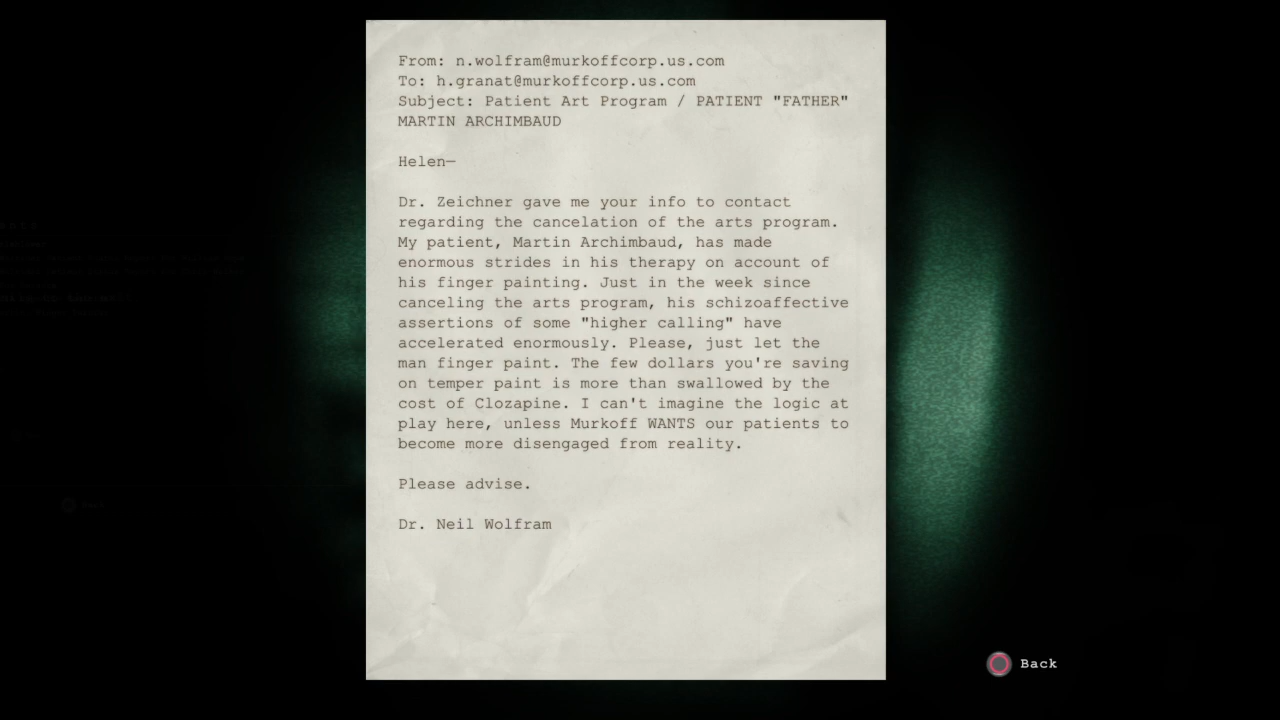 From: n.wolfram@murkoffcorp.us.com
To: h.granat@murkoffcorp.us.com
Subject: Patient Art Program / PATIENT "FATHER"
MARTIN ARCHIMBAUD
Helen—
Dr. Zeichner gave me your info to contact
regarding the cancelation of the arts program.
My patient, Martin Archimbaud, has made
enormous strides in his therapy on account of
his finger painting. Just in the week since
canceling the arts program, his schizoaffective
assertions of some "higher calling" have
accelerated enormously. Please, just let the
man finger paint. The few dollars you're saving
on temper paint is more than swallowed by the
cost of Clozapine. I can't imagine the logic at
play here, unless Murkoff WANTS our patients to
become more disengaged from reality.
Please advise.
Dr. Neil Wolfram
Back